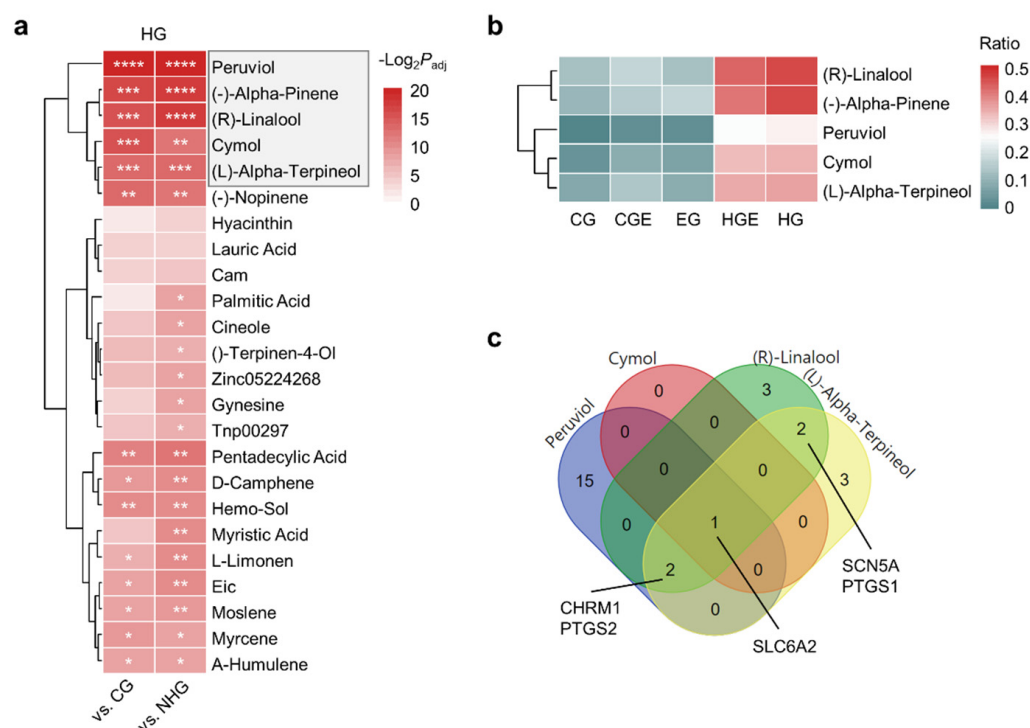 a
HG
**** **** Peruviol
*** **** (-)-Alpha-Pinene
*** **** (R)-Linalool
*** ** Cymol
*** *** (L)-Alpha-Terpineol
** ** (-)-Nopinene
Hyacinthin
Lauric Acid
Cam
* Palmitic Acid
* Cineole
* ()-Terpinen-4-Ol
* Zinc05224268
* Gynesine
* Tnp00297
** ** Pentadecylic Acid
* ** D-Camphene
** ** Hemo-Sol
** Myristic Acid
* ** L-Limonen
* ** Eic
* ** Moslene
* * Myrcene
* * A-Humulene
vs. CG
vs. NHG
-Log2Padj
20
15
10
5
0
b
(R)-Linalool
(-)-Alpha-Pinene
Peruviol
Cymol
(L)-Alpha-Terpineol
CG CGE EG HGE HG
Ratio
0.5
0.4
0.3
0.2
0.1
0
c
Peruviol
Cymol
(R)-Linalool
(L)-Alpha-Terpineol
0 3
0 0 2
15 0 0 3
0 1 0
2 0
0
CHRM1
PTGS2
SLC6A2
SCN5A
PTGS1